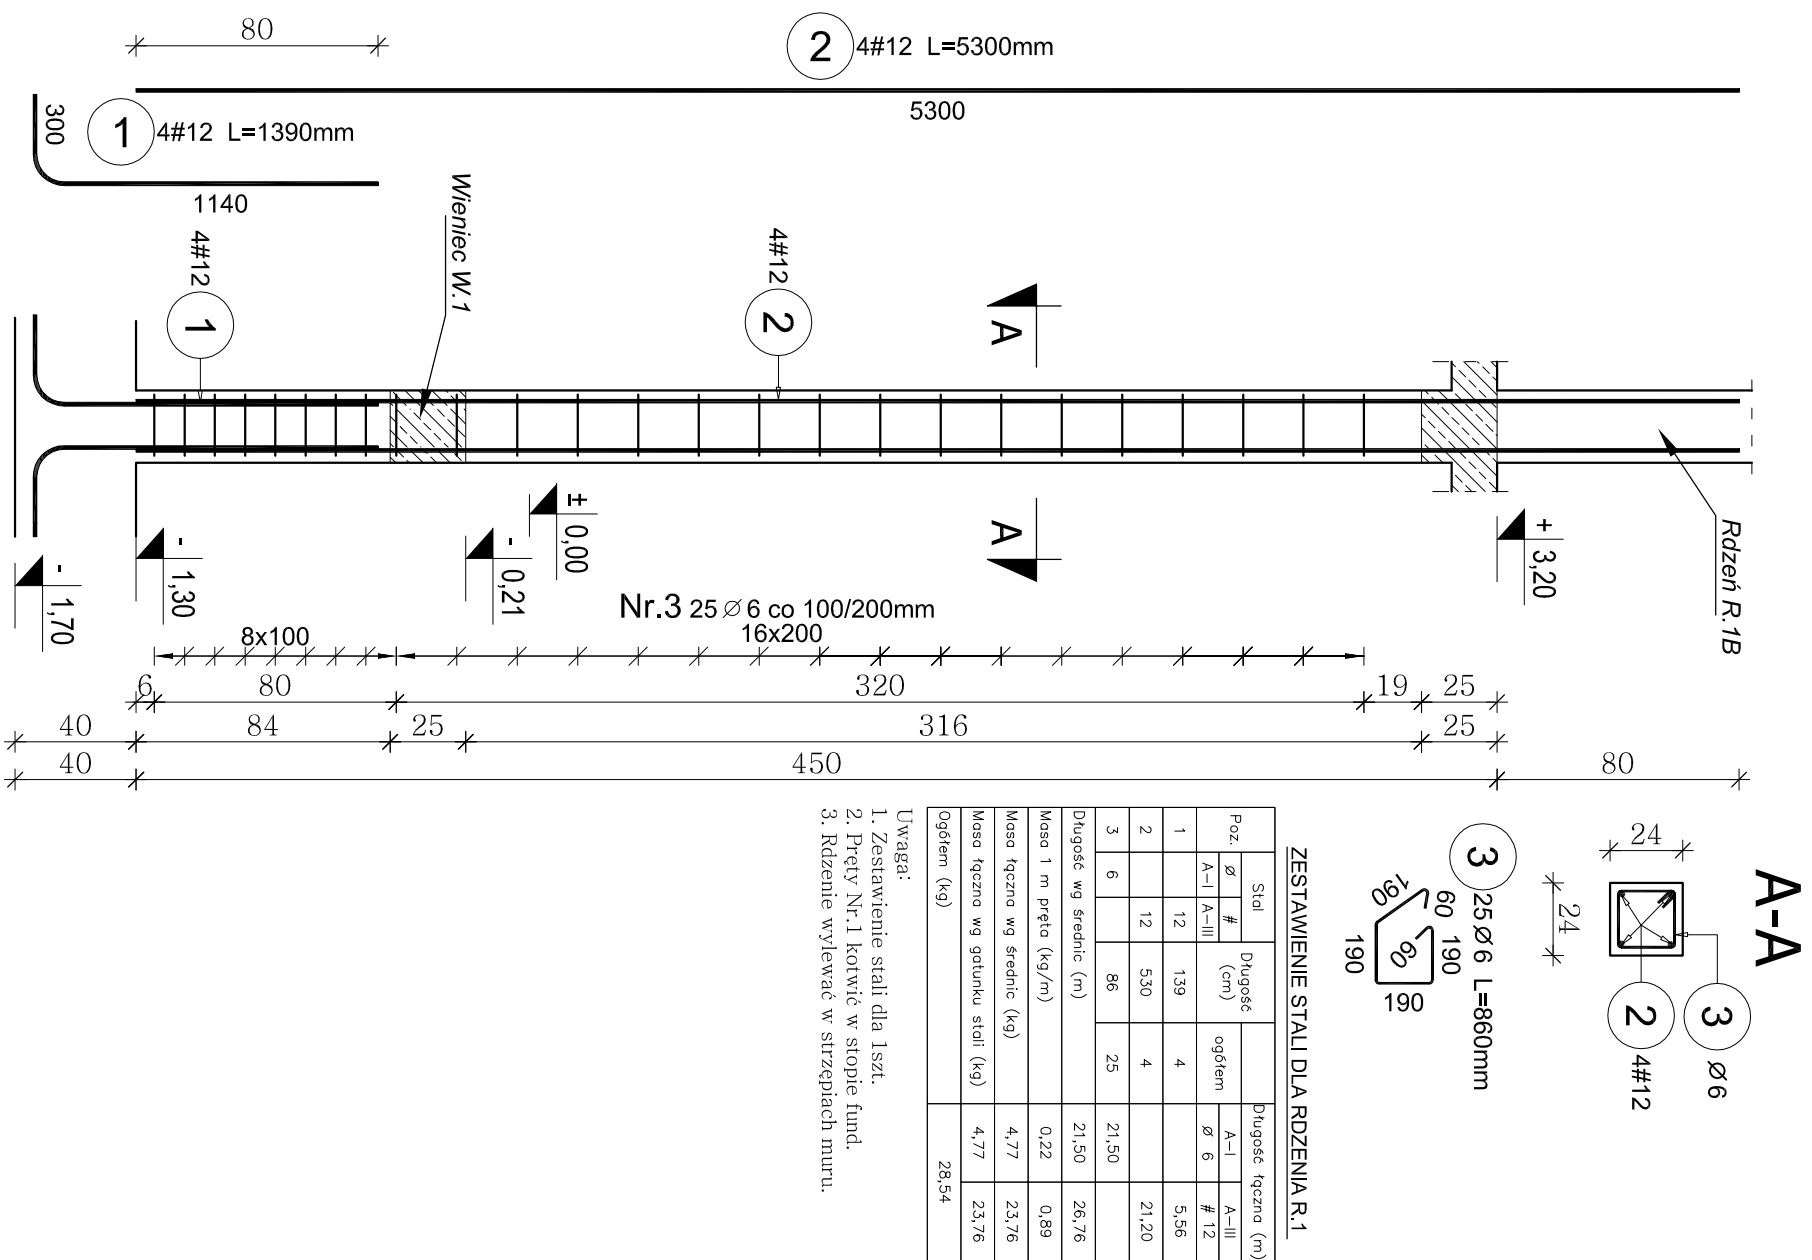 80
2 4#12 L=5300mm
5300
300
1 4#12 L=1390mm
1140
Wieniec W.1
4#12
1
4#12
2
A
A
Rdzeń R.1B
- 1,70
- 1,30
- 0,21
± 0,00
+ 3,20
Nr.3 25∅6 co 100/200mm
8x100
16x200
6 80 320 19 25
40 84 25 316 25
40 450 80
A-A
24
24
3 ∅6
2 4#12
3 25∅6 L=860mm
190
60
190
60
190
190
ZESTAWIENIE STALI DLA RDZENIA R.1
Poz. Stal Długość (cm) ogółem Długość łączna (m)
∅ # A-I A-III
A-I A-III ∅ 6 # 12
1 12 139 4 5,56
2 12 530 4 21,20
3 6 86 25 21,50
Długość wg średnic (m) 21,50 26,76
Masa 1 m pręta (kg/m) 0,22 0,89
Masa łączna wg średnic (kg) 4,77 23,76
Masa łączna wg gatunku stali (kg) 4,77 23,76
Ogółem (kg) 28,54
Uwaga:
1. Zestawienie stali dla 1szt.
2. Pręty Nr.1 kotwić w stopie fund.
3. Rdzenie wylewać w strzępiach muru.